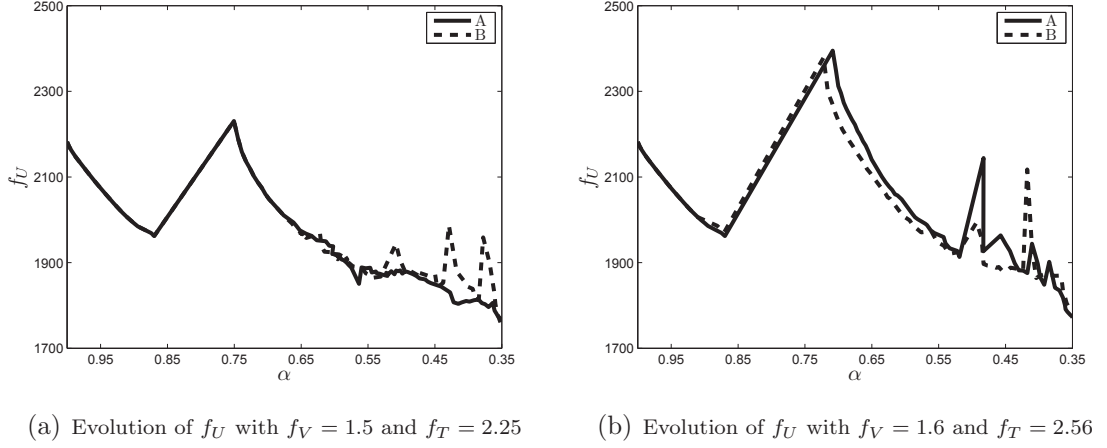 2500
2300
2100
1900
1700
f_U
0.95 0.85 0.75 0.65 0.55 0.45 0.35
α
A
B
(a) Evolution of f_U with f_V = 1.5 and f_T = 2.25
2500
2300
2100
1900
1700
f_U
0.95 0.85 0.75 0.65 0.55 0.45 0.35
α
A
B
(b) Evolution of f_U with f_V = 1.6 and f_T = 2.56